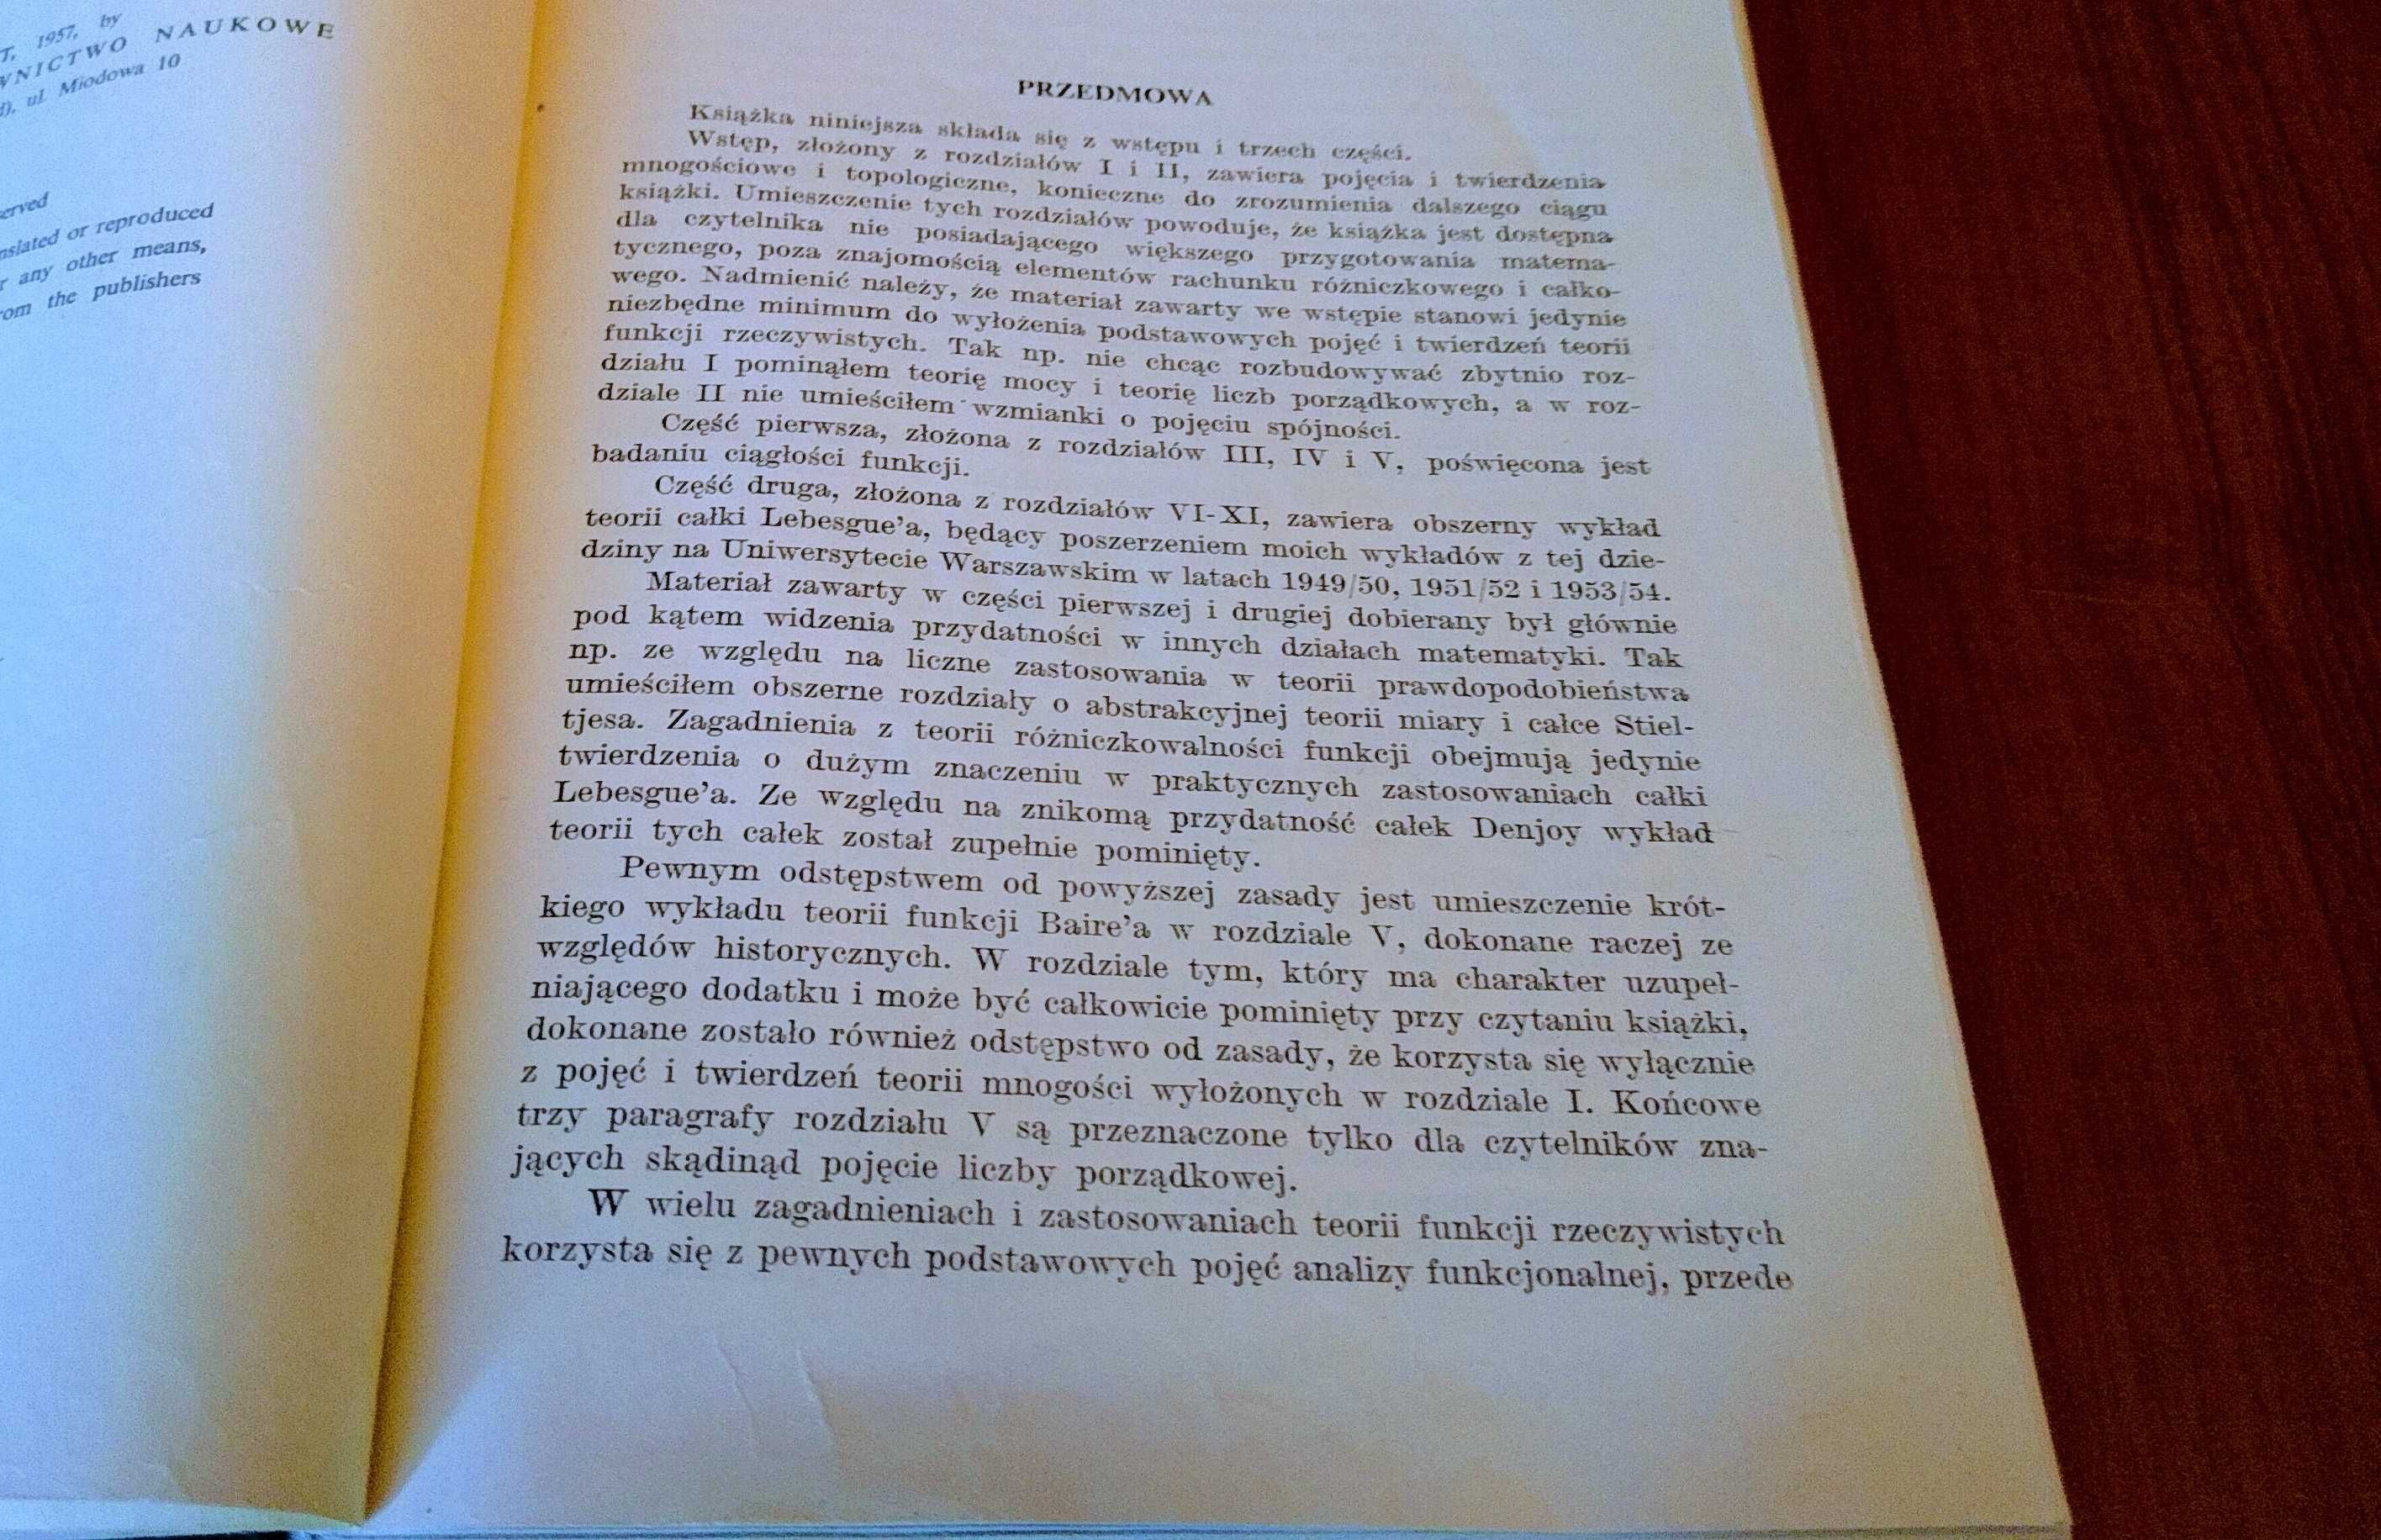 T, 1957, by
WNICTWO NAUKOWE
ul. Miodowa 10
served
nslated or reproduced
r any other means,
rom the publishers
PRZEDMOWA
Książka niniejsza składa się z wstępu i trzech części.
Wstęp, złożony z rozdziałów I i II, zawiera pojęcia i twierdzenia
mnogościowe i topologiczne, konieczne do zrozumienia dalszego ciągu
książki. Umieszczenie tych rozdziałów powoduje, że książka jest dostępna
dla czytelnika nie posiadającego większego przygotowania matema-
tycznego, poza znajomością elementów rachunku różniczkowego i całko-
wego. Nadmienić należy, że materiał zawarty we wstępie stanowi jedynie
niezbędne minimum do wyłożenia podstawowych pojęć i twierdzeń teorii
funkcji rzeczywistych. Tak np. nie chcąc rozbudowywać zbytnio roz-
działu I pominąłem teorię mocy i teorię liczb porządkowych, a w roz-
dziale II nie umieściłem wzmianki o pojęciu spójności.
Część pierwsza, złożona z rozdziałów III, IV i V, poświęcona jest
badaniu ciągłości funkcji.
Część druga, złożona z rozdziałów VI-XI, zawiera obszerny wykład
teorii całki Lebesgue'a, będący poszerzeniem moich wykładów z tej dzie-
dziny na Uniwersytecie Warszawskim w latach 1949/50, 1951/52 i 1953/54.
Materiał zawarty w części pierwszej i drugiej dobierany był głównie
pod kątem widzenia przydatności w innych działach matematyki. Tak
np. ze względu na liczne zastosowania w teorii prawdopodobieństwa
umieściłem obszerne rozdziały o abstrakcyjnej teorii miary i całce Stiel-
tjesa. Zagadnienia z teorii różniczkowalności funkcji obejmują jedynie
twierdzenia o dużym znaczeniu w praktycznych zastosowaniach całki
Lebesgue'a. Ze względu na znikomą przydatność całek Denjoy wykład
teorii tych całek został zupełnie pominięty.
Pewnym odstępstwem od powyższej zasady jest umieszczenie krót-
kiego wykładu teorii funkcji Baire'a w rozdziale V, dokonane raczej ze
względów historycznych. W rozdziale tym, który ma charakter uzupeł-
niającego dodatku i może być całkowicie pominięty przy czytaniu książki,
dokonane zostało również odstępstwo od zasady, że korzysta się wyłącznie
z pojęć i twierdzeń teorii mnogości wyłożonych w rozdziale I. Końcowe
trzy paragrafy rozdziału V są przeznaczone tylko dla czytelników zna-
jących skądinąd pojęcie liczby porządkowej.
W wielu zagadnieniach i zastosowaniach teorii funkcji rzeczywistych
korzysta się z pewnych podstawowych pojęć analizy funkcjonalnej, przede